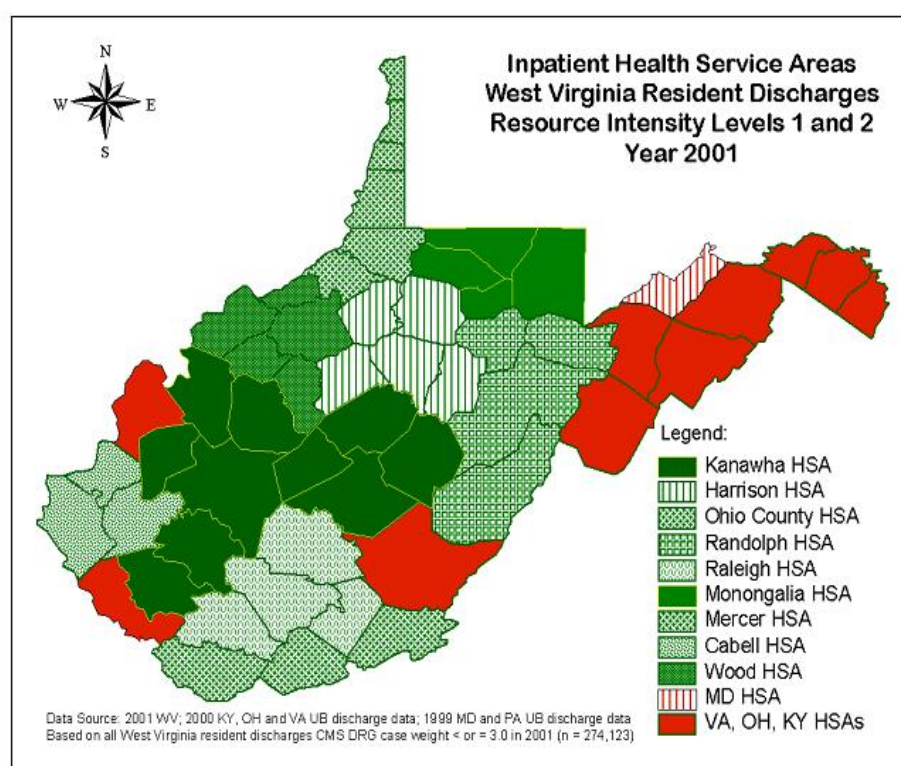 Inpatient Health Service Areas
West Virginia Resident Discharges
Resource Intensity Levels 1 and 2
Year 2001
N
W E
S
Legend:
Kanawha HSA
Harrison HSA
Ohio County HSA
Randolph HSA
Raleigh HSA
Monongalia HSA
Mercer HSA
Cabell HSA
Wood HSA
MD HSA
VA, OH, KY HSAs
Data Source: 2001 WV; 2000 KY, OH and VA UB discharge data; 1999 MD and PA UB discharge data
Based on all West Virginia resident discharges CMS DRG case weight < or = 3.0 in 2001 (n = 274,123)